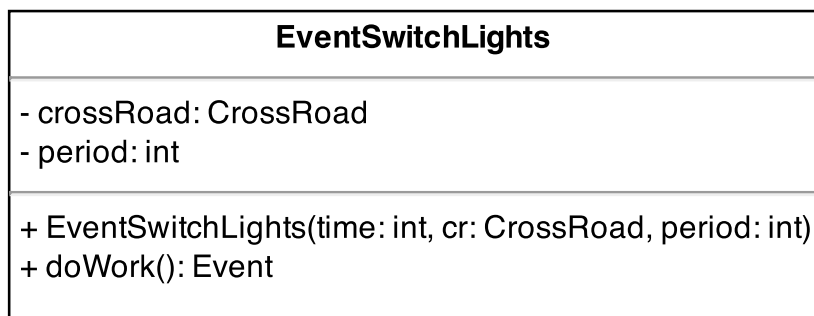 EventSwitchLights
- crossRoad: CrossRoad
- period: int
+ EventSwitchLights(time: int, cr: CrossRoad, period: int)
+ doWork(): Event